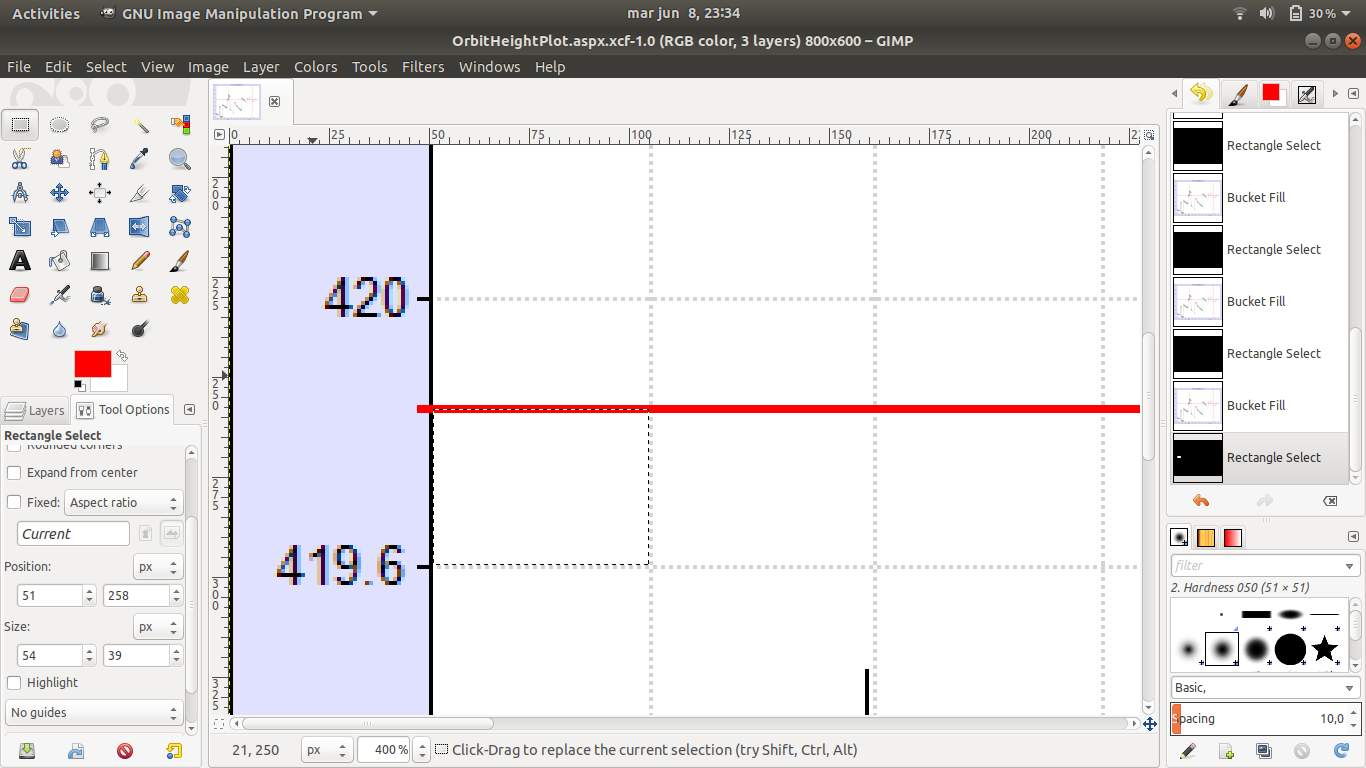 Activities GNU Image Manipulation Program mar jun 8, 23:34 30 %
OrbitHeightPlot.aspx.xcf-1.0 (RGB color, 3 layers) 800x600 – GIMP
File Edit Select View Image Layer Colors Tools Filters Windows Help
0 25 50 75 100 125 150 175 200 22
200
225
250
275
300
325
420
419.6
Layers Tool Options
Rectangle Select
Rounded corners
Expand from center
Fixed: Aspect ratio
Current
Position: px
51 258
Size: px
54 39
Highlight
No guides
21, 250 px 400 % Click-Drag to replace the current selection (try Shift, Ctrl, Alt)
Rectangle Select
Bucket Fill
Rectangle Select
Bucket Fill
Rectangle Select
Bucket Fill
Rectangle Select
filter
2. Hardness 050 (51 × 51)
Basic,
Spacing 10,0